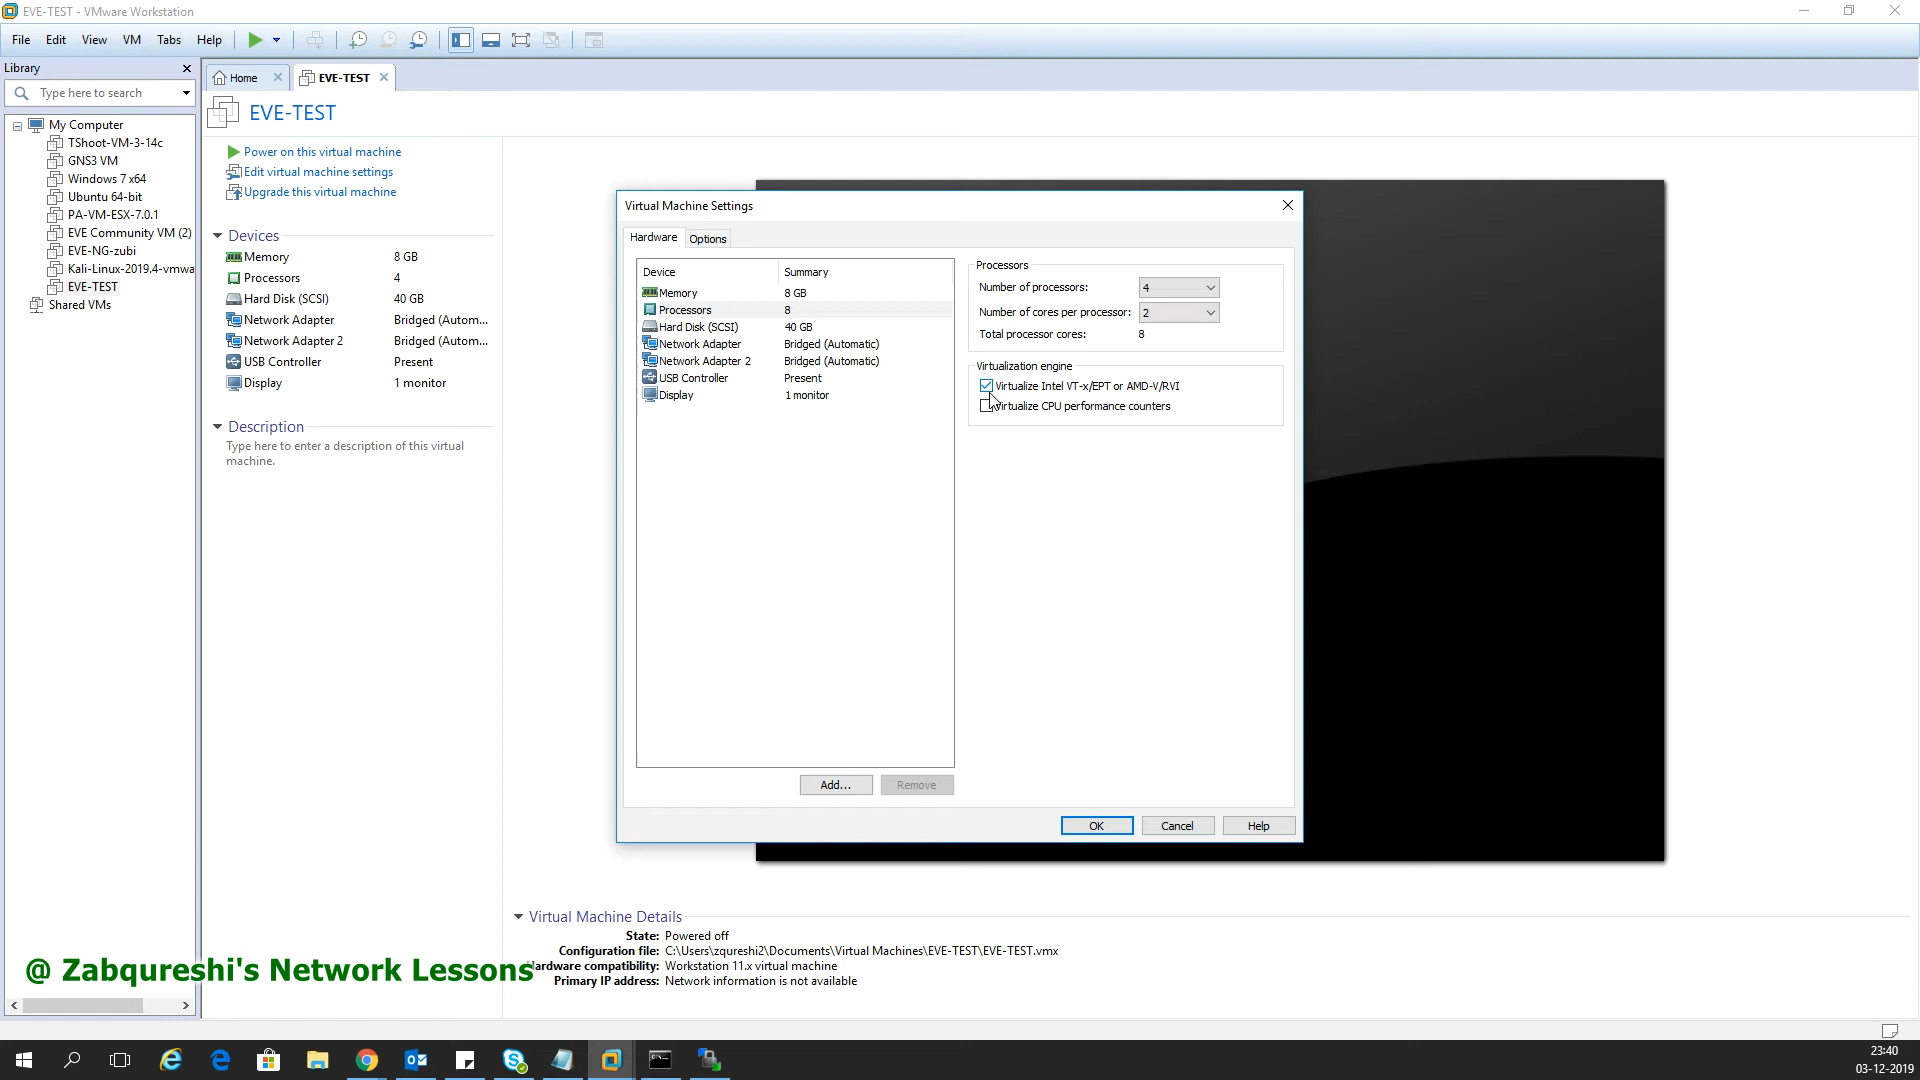 EVE-TEST - VMware Workstation
File Edit View VM Tabs Help
Library
Type here to search
My Computer
TShoot-VM-3-14c
GNS3 VM
Windows 7 x64
Ubuntu 64-bit
PA-VM-ESX-7.0.1
EVE Community VM (2)
EVE-NG-zubi
Kali-Linux-2019.4-vmwa
EVE-TEST
Shared VMs
Home EVE-TEST
EVE-TEST
Power on this virtual machine
Edit virtual machine settings
Upgrade this virtual machine
Devices
Memory 8 GB
Processors 4
Hard Disk (SCSI) 40 GB
Network Adapter Bridged (Autom...
Network Adapter 2 Bridged (Autom...
USB Controller Present
Display 1 monitor
Description
Type here to enter a description of this virtual
machine.
Virtual Machine Settings
Hardware Options
Device Summary
Memory 8 GB
Processors 8
Hard Disk (SCSI) 40 GB
Network Adapter Bridged (Automatic)
Network Adapter 2 Bridged (Automatic)
USB Controller Present
Display 1 monitor
Add... Remove
Processors
Number of processors: 4
Number of cores per processor: 2
Total processor cores: 8
Virtualization engine
Virtualize Intel VT-x/EPT or AMD-V/RVI
Virtualize CPU performance counters
OK Cancel Help
Virtual Machine Details
State: Powered off
Configuration file: C:\Users\zqureshi2\Documents\Virtual Machines\EVE-TEST\EVE-TEST.vmx
Hardware compatibility: Workstation 11.x virtual machine
Primary IP address: Network information is not available
@ Zabqureshi's Network Lessons
23:40
03-12-2019